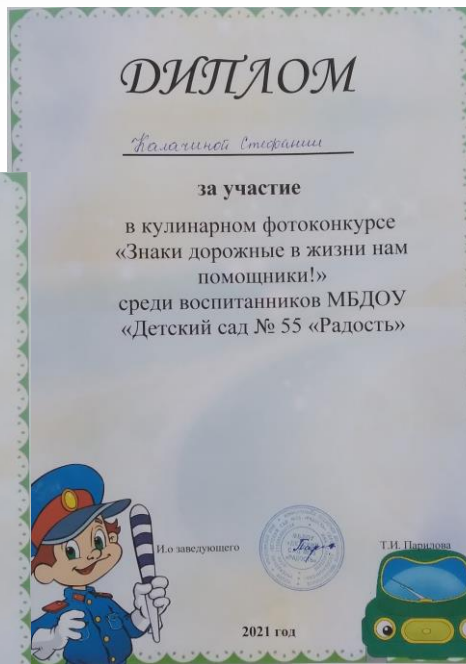 ДИПЛОМ
Калачиной Стефании
за участие
в кулинарном фотоконкурсе
«Знаки дорожные в жизни нам
помощники!»
среди воспитанников МБДОУ
«Детский сад № 55 «Радость»
И.о заведующего
Т.И. Парилова
2021 год